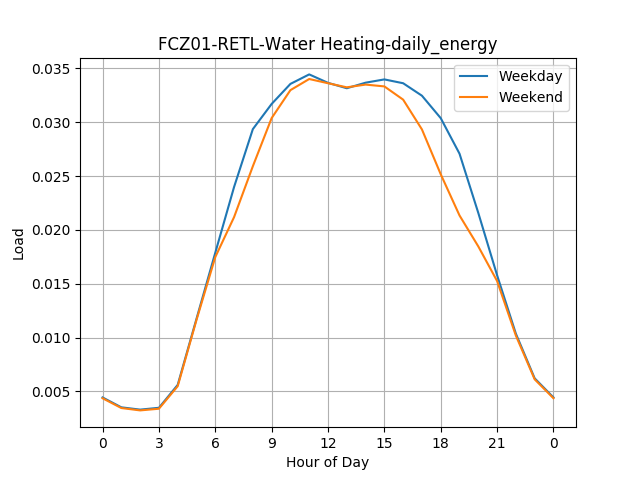 FCZ01-RETL-Water Heating-daily_energy
Weekday
Weekend
0.035
0.030
0.025
0.020
0.015
0.010
0.005
Load
0 3 6 9 12 15 18 21 0
Hour of Day